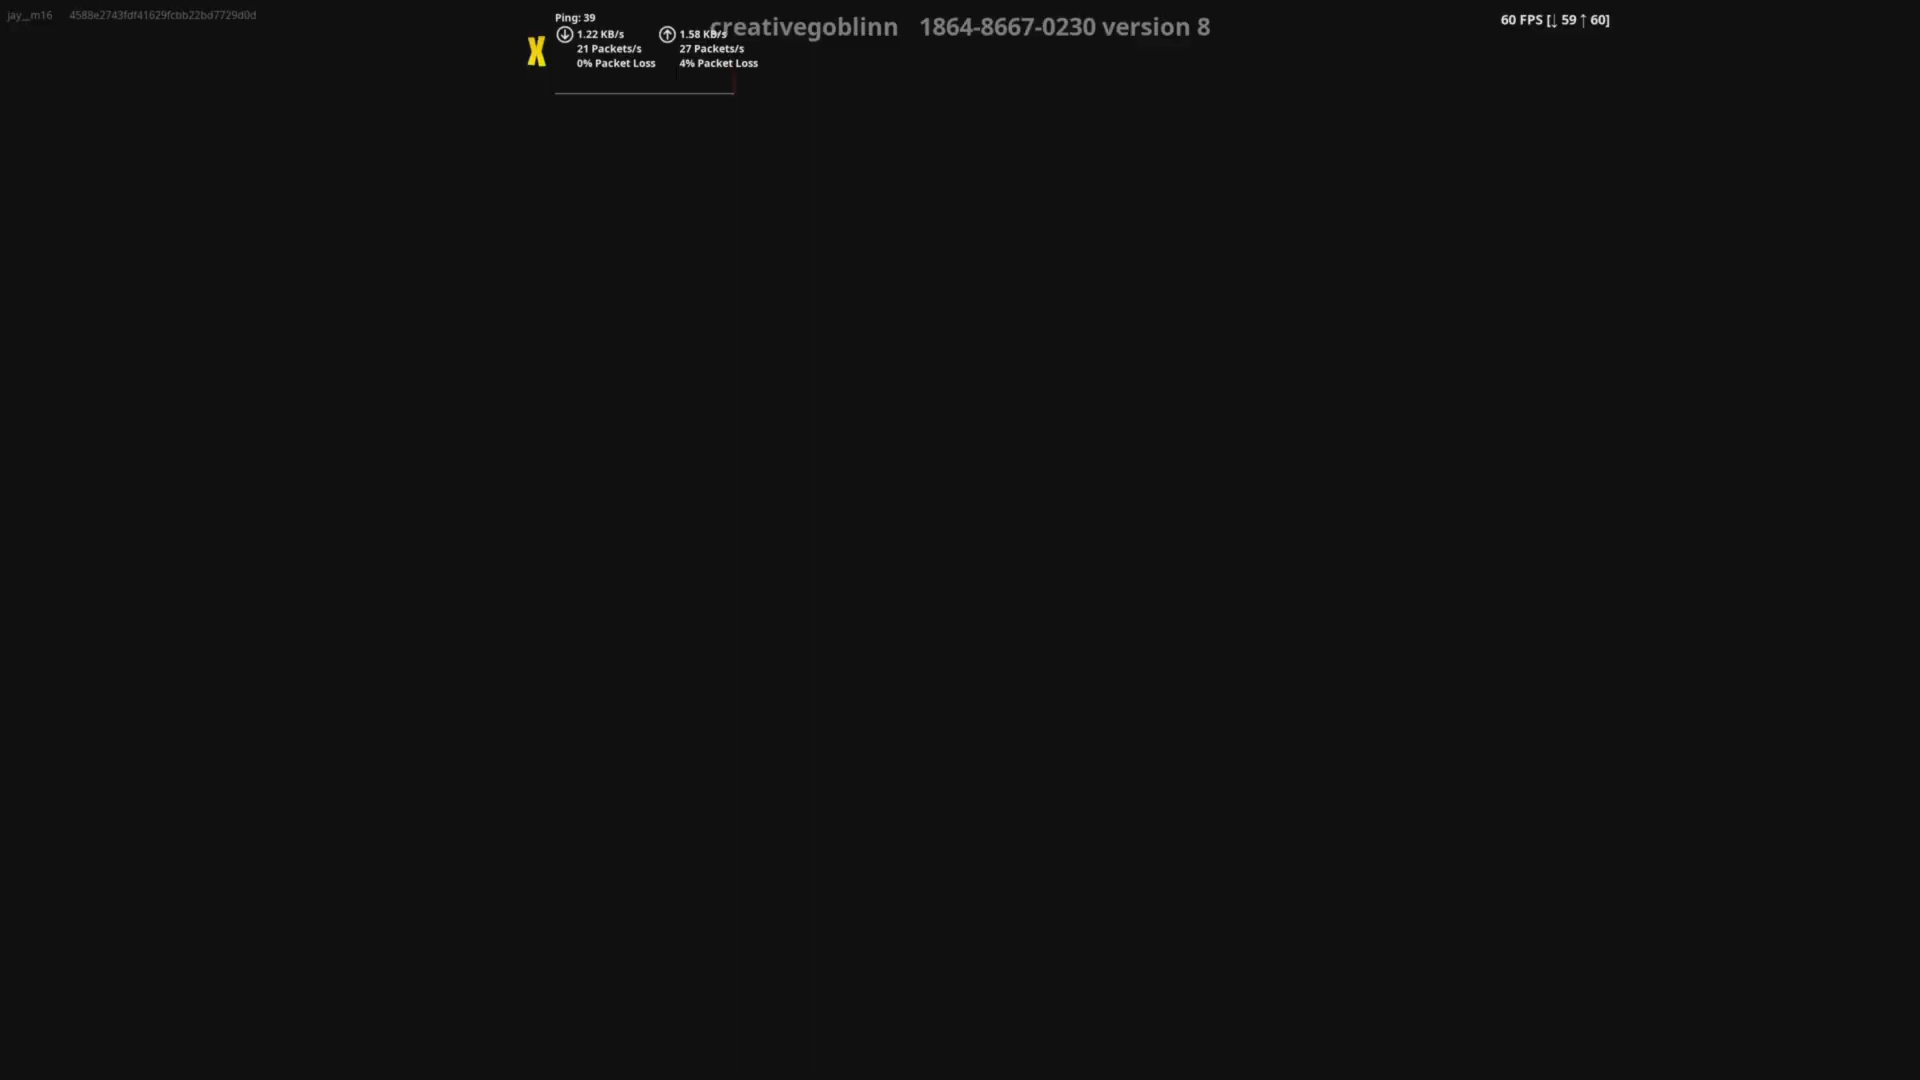 jay__m16 4588e2743fdf41629fcbb22bd7729d0d
Ping: 39
1.22 KB/s 1.58 KB/s
21 Packets/s 27 Packets/s
0% Packet Loss 4% Packet Loss
X
creativegoblinn 1864-8667-0230 version 8
60 FPS [↓ 59 ↑ 60]